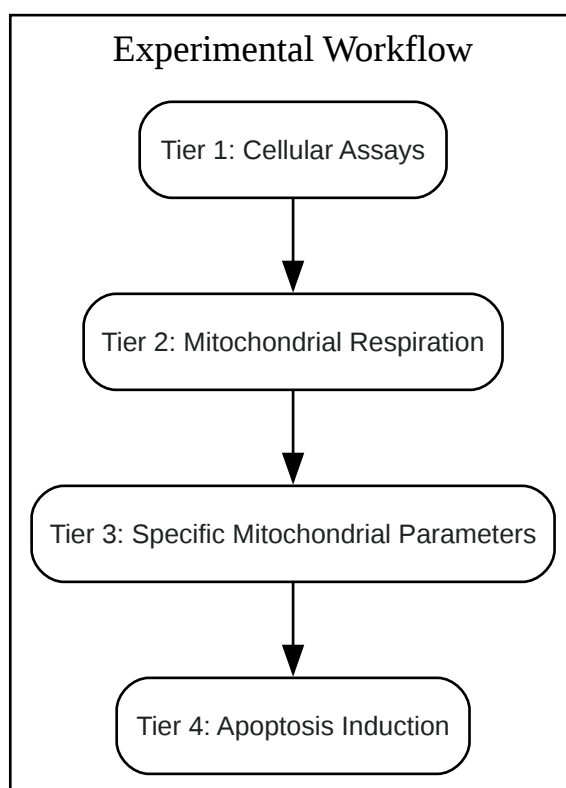 Experimental Workflow
Tier 1: Cellular Assays
Tier 2: Mitochondrial Respiration
Tier 3: Specific Mitochondrial Parameters
Tier 4: Apoptosis Induction